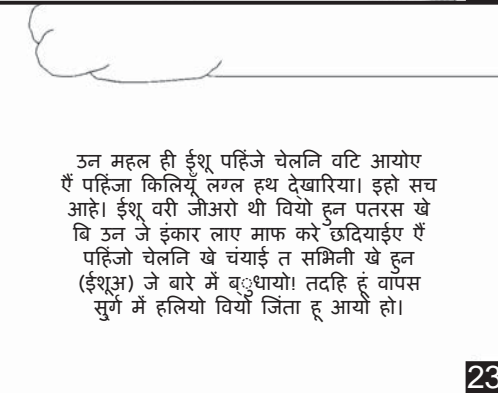 उन महल ही ईशू पहिंजे चेलनि वटि आयोए
ऐं पहिंजा किलियूँ लग्ल हथ दे॒खारिया। इहो सच
आहे। ईशू वरी जीअरो थी वियो हुन पतरस खे
बि उन जे इंकार लाए माफ करे छदि॒याईए ऐं
पहिंजो चेलनि खे चंयाई त सभिनी खे हुन
(ईशूअ) जे बारे में ब॒ुधायो! तदहि हूं वापस
सु॒र्ग में हलियो वियो जिंता हू आयो हो।
23